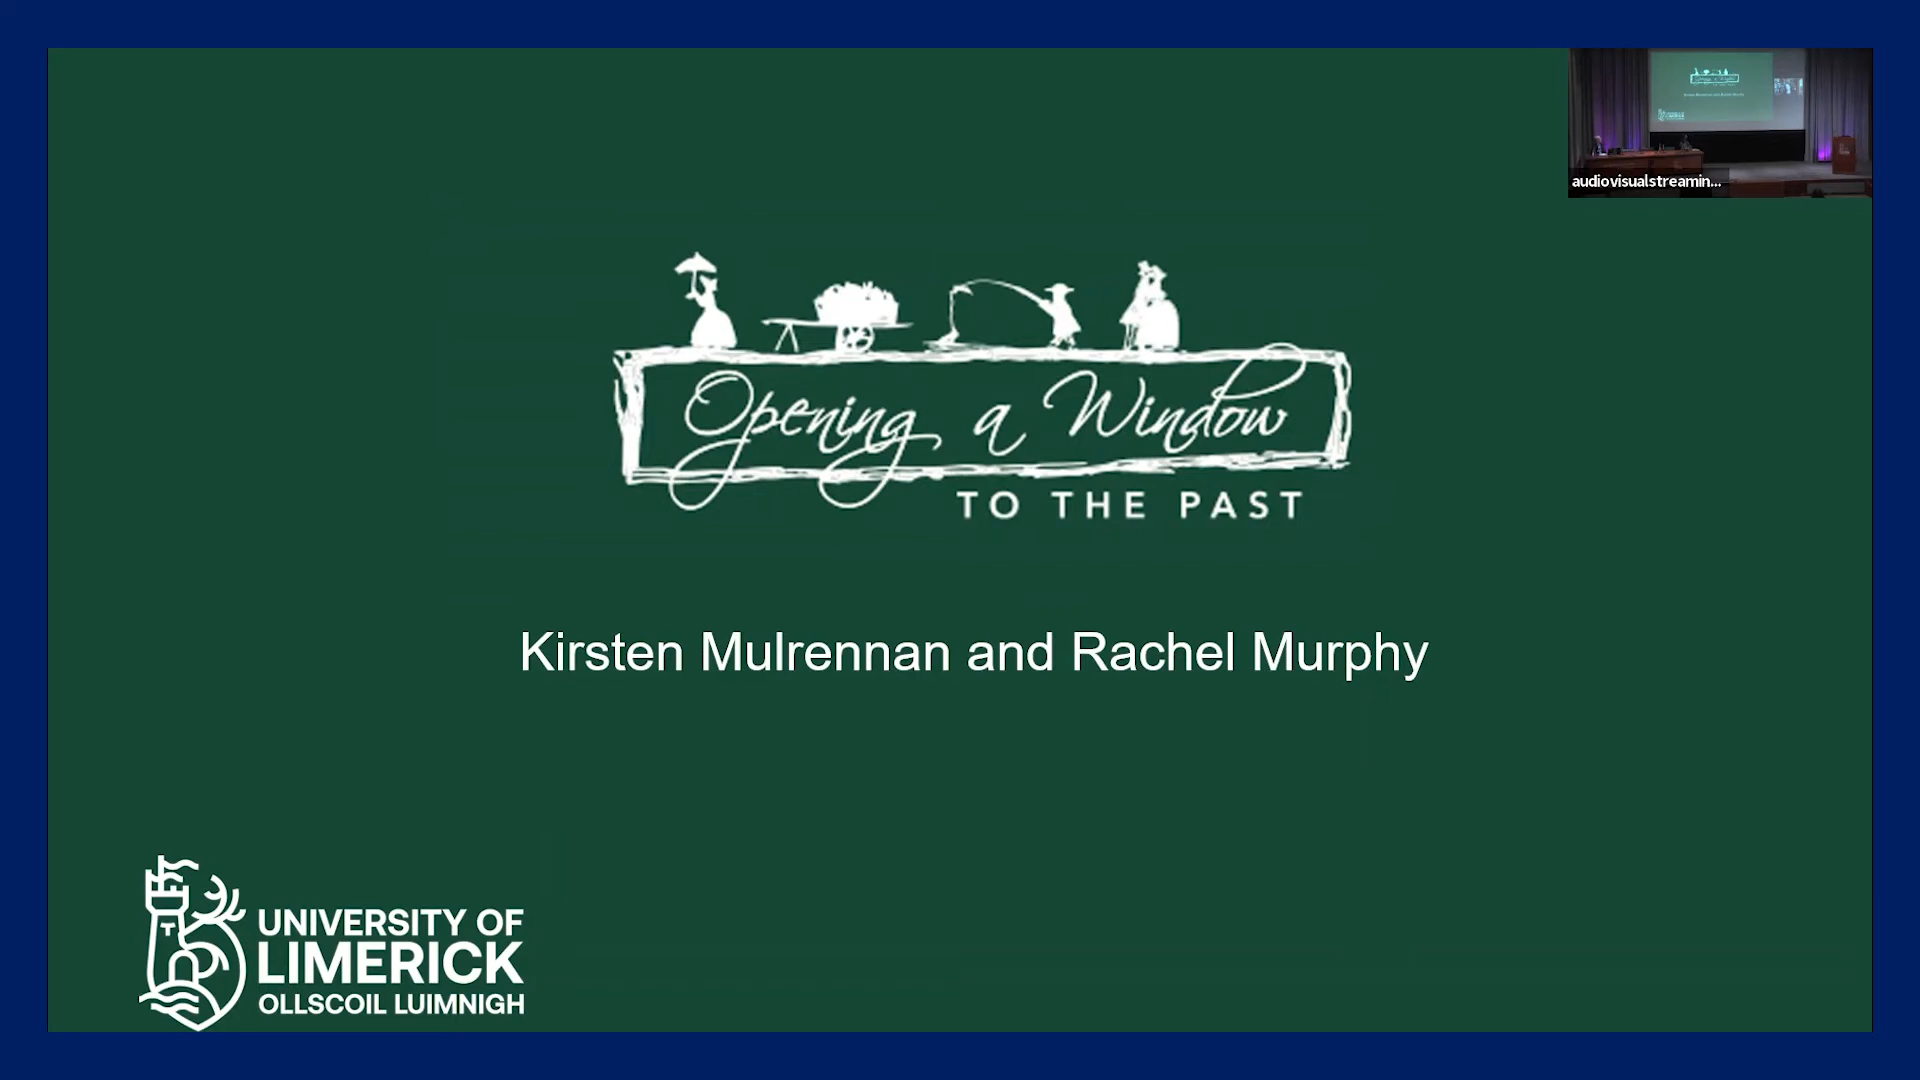 audiovisualstreamin...
Opening a Window
TO THE PAST
Kirsten Mulrennan and Rachel Murphy
UNIVERSITY OF
LIMERICK
OLLSCOIL LUIMNIGH